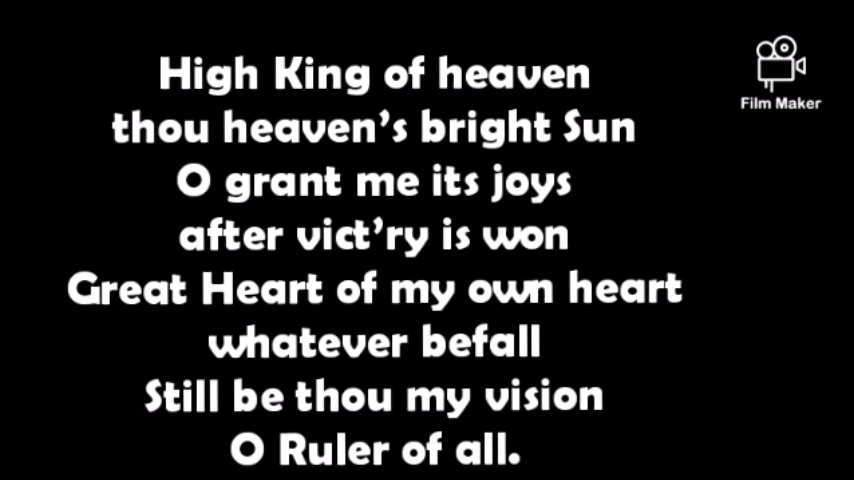 High King of heaven
thou heaven's bright Sun
O grant me its joys
after vict'ry is won
Great Heart of my own heart
whatever befall
Still be thou my vision
O Ruler of all.
Film Maker